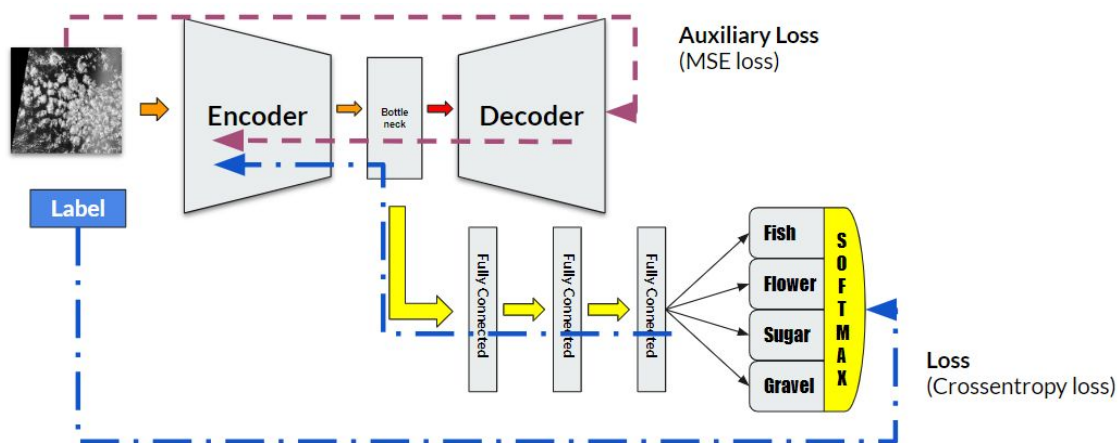 Auxiliary Loss
(MSE loss)
Encoder
Bottle
neck
Decoder
Label
Fully Connected
Fully Connected
Fully Connected
Fish
Flower
Sugar
Gravel
SOFTMAX
Loss
(Crossentropy loss)